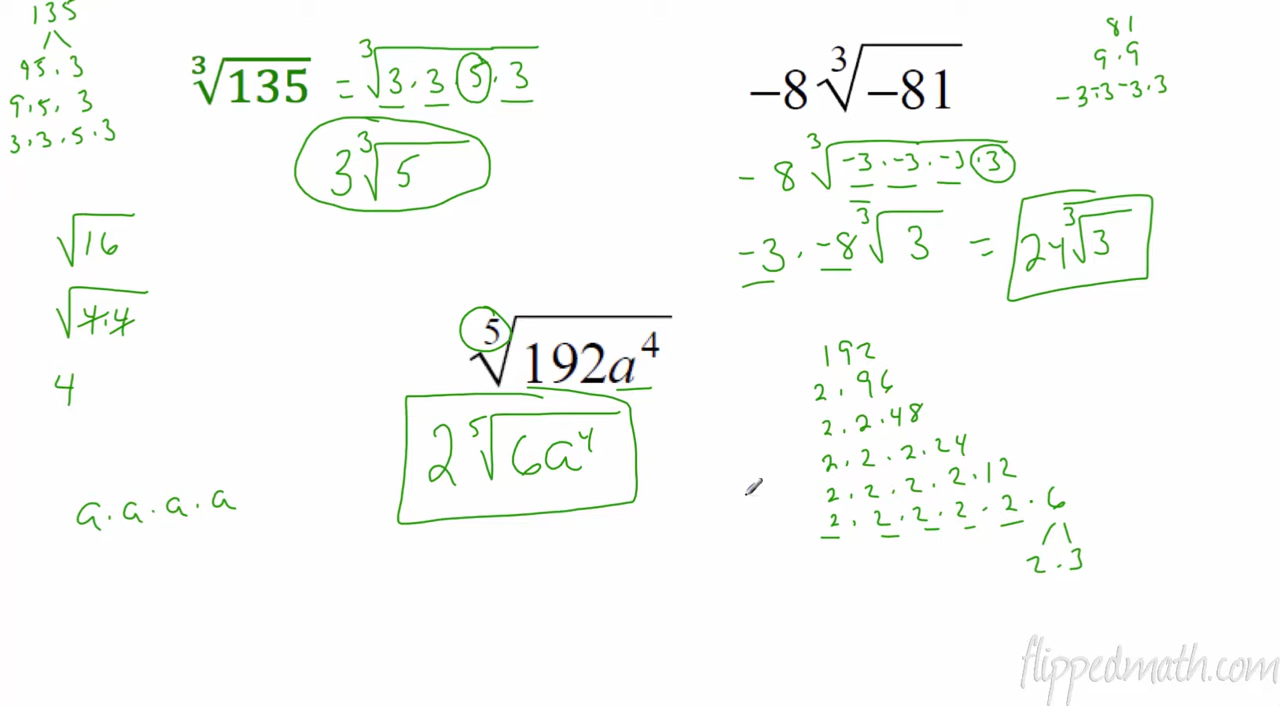 135
45 · 3
9 · 5 · 3
3 · 3 · 5 · 3
∛135 = ∛3 · 3 · 5 · 3
3∛5
√16
√4·4
4
a · a · a · a
-8∛-81
81
9 · 9
-3 · -3 · -3 · 3
-8∛-3 · -3 · -3 · 3
-3 · -8∛3 = 24∛3
⁵√192a⁴
2⁵√6a⁴
192
2 · 96
2 · 2 · 48
2 · 2 · 2 · 24
2 · 2 · 2 · 2 · 12
2 · 2 · 2 · 2 · 2 · 6
2 · 3
flippedmath.com